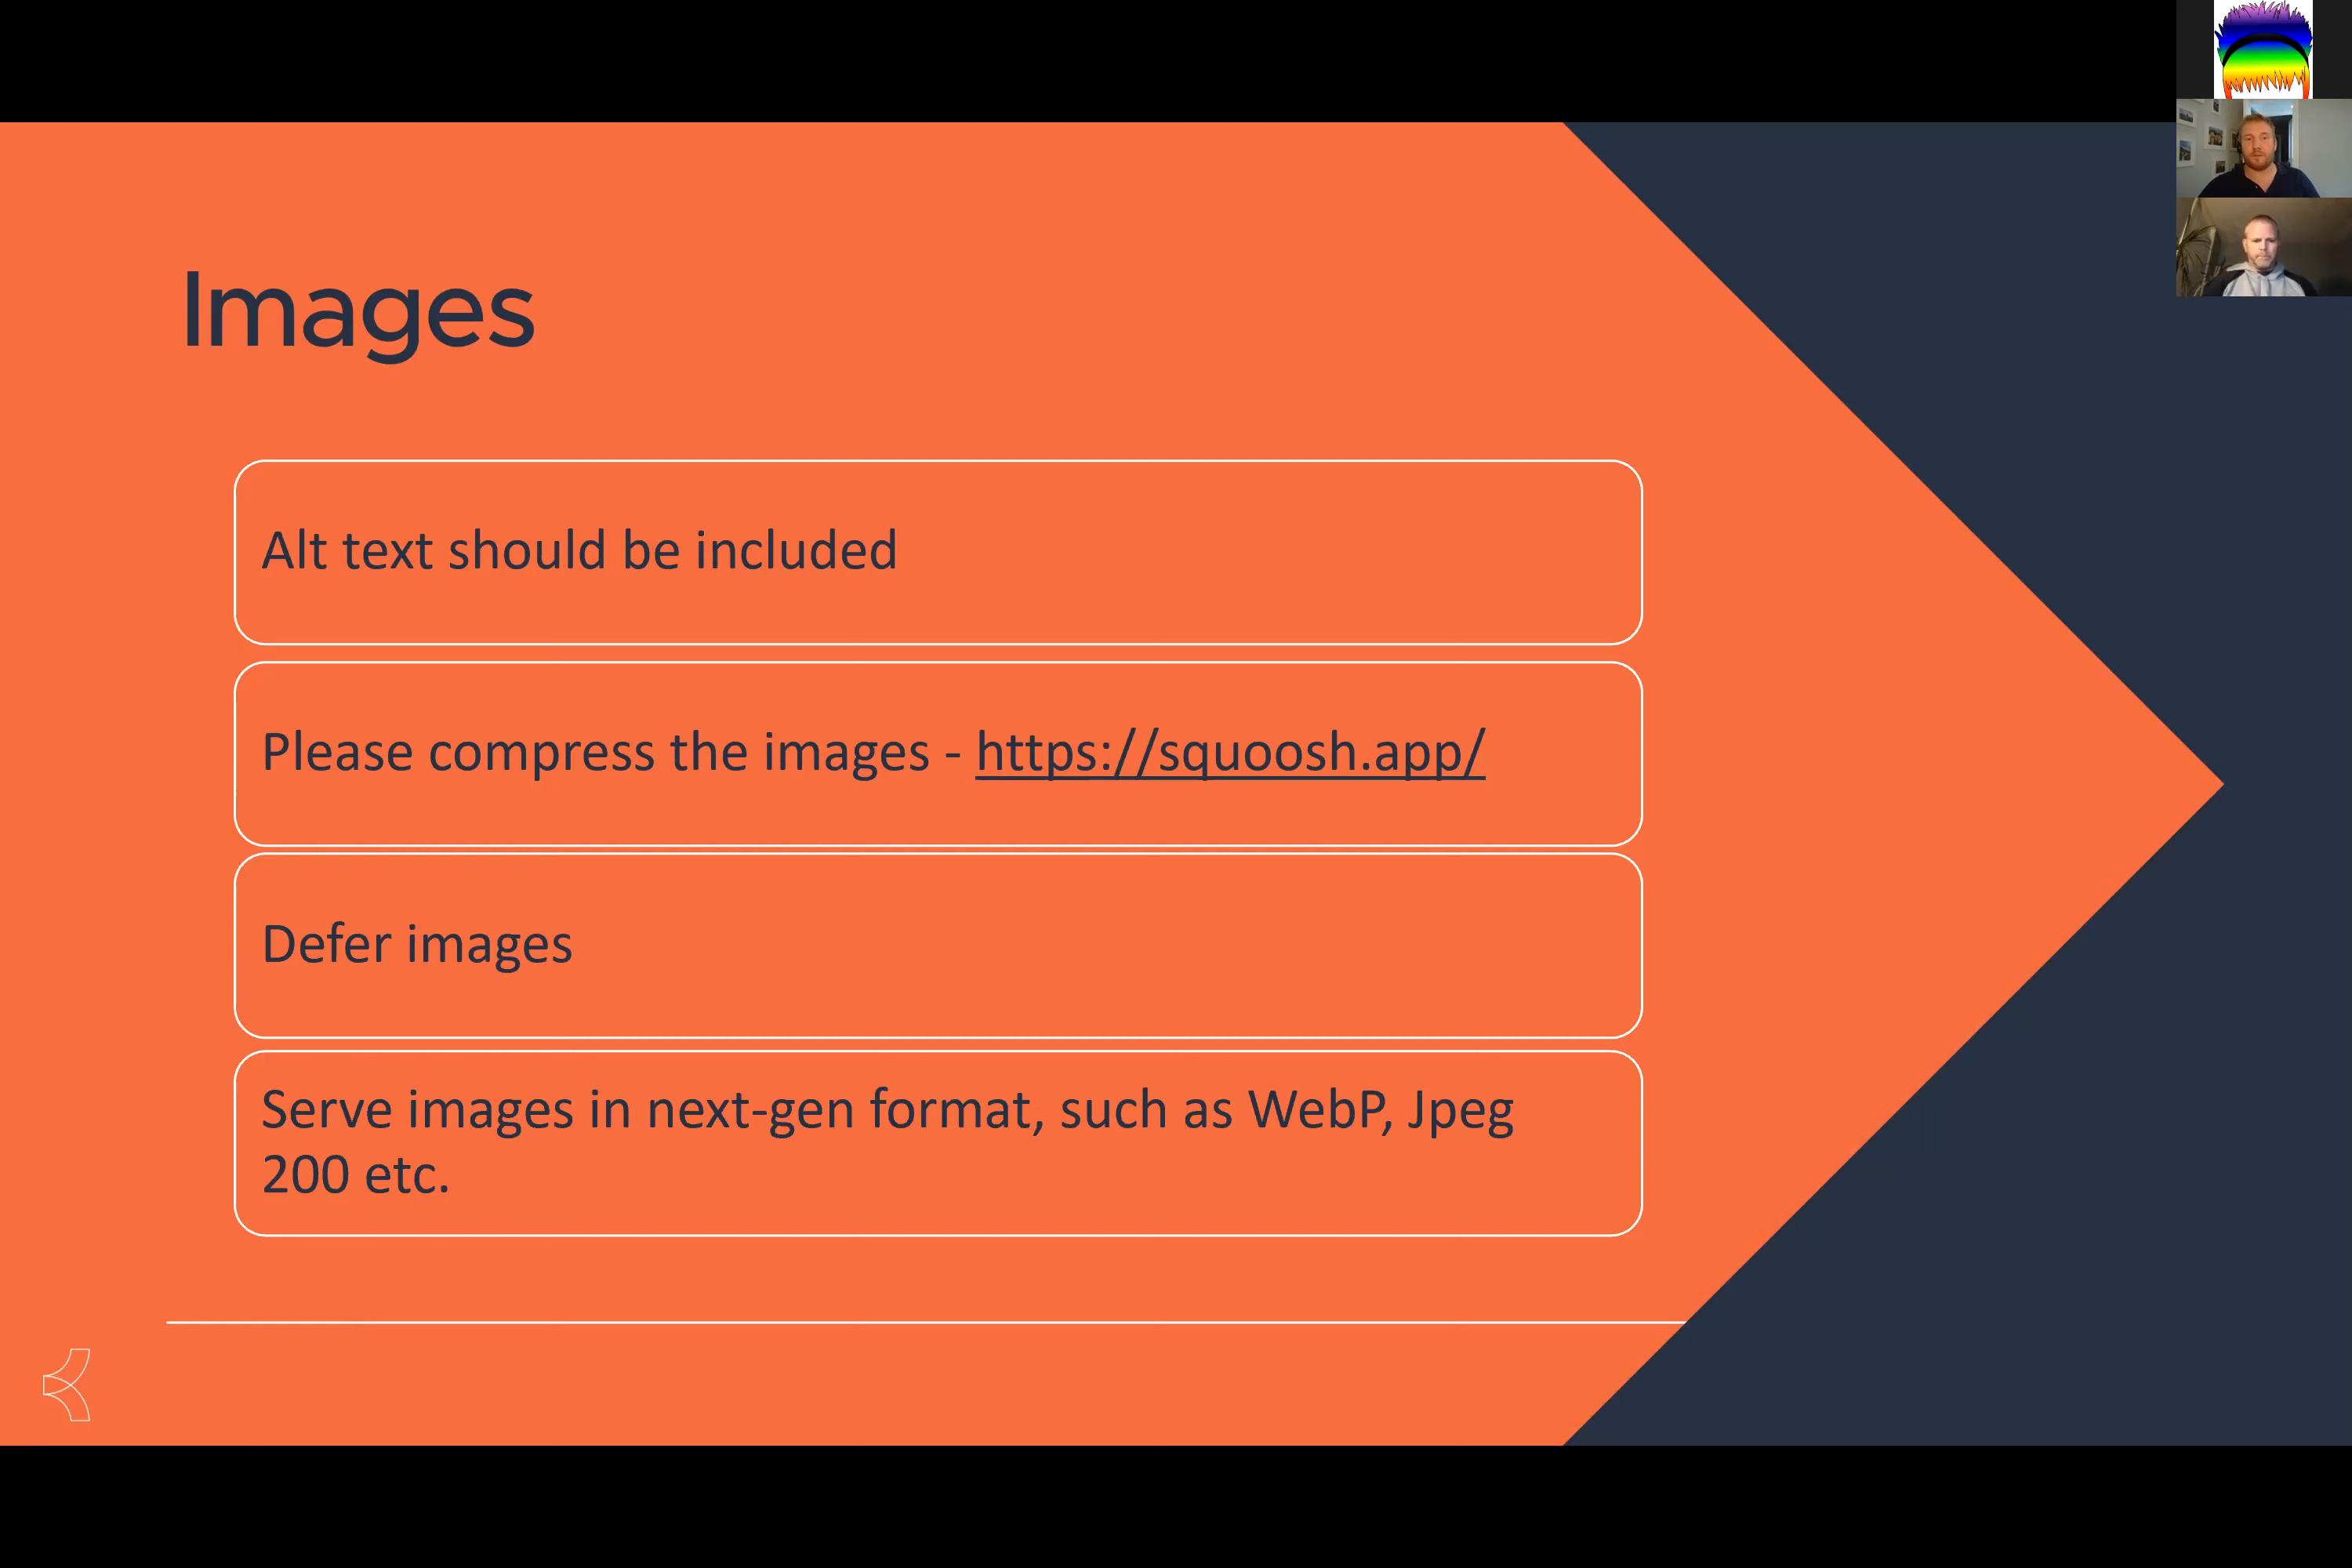 Images
Alt text should be included
Please compress the images - https://squoosh.app/
Defer images
Serve images in next-gen format, such as WebP, Jpeg
200 etc.